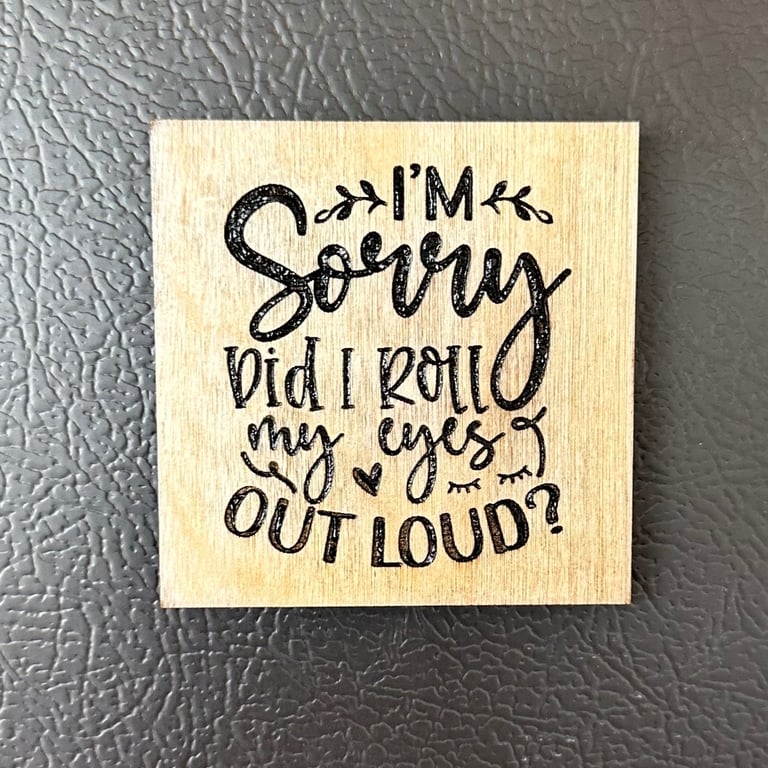 I'M
Sorry
Did I Roll
my eyes
OUT LOUD?